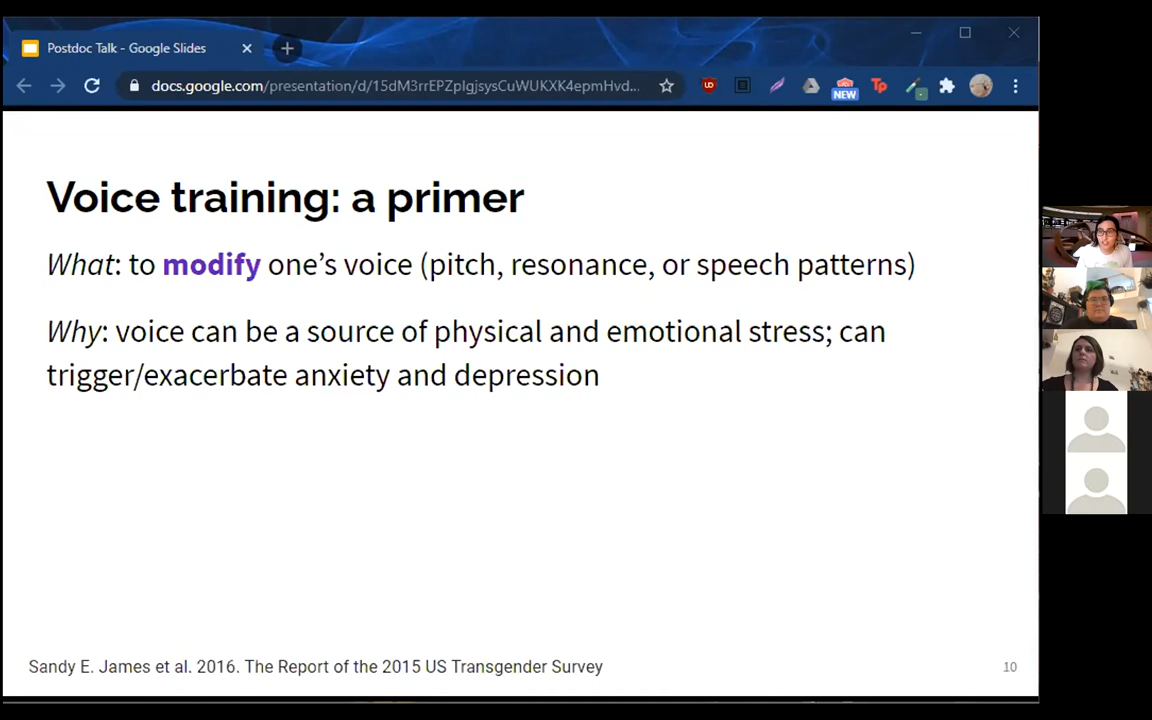 Postdoc Talk - Google Slides
docs.google.com/presentation/d/15dM3rrEPZplgjsysCuWUKXK4epmHvd...
UD
NEW
Tp
Voice training: a primer
What: to modify one’s voice (pitch, resonance, or speech patterns)
Why: voice can be a source of physical and emotional stress; can
trigger/exacerbate anxiety and depression
Sandy E. James et al. 2016. The Report of the 2015 US Transgender Survey
10